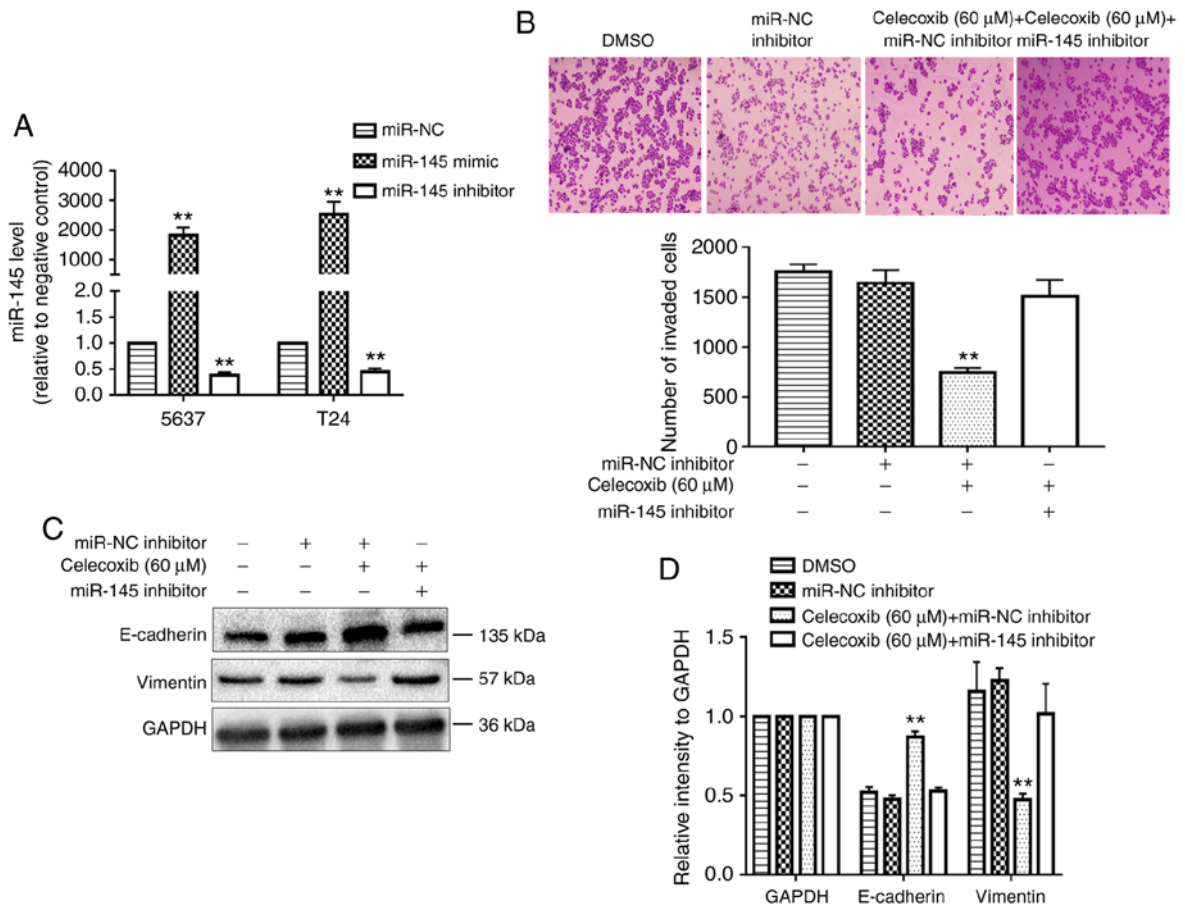 A
miR-NC
miR-145 mimic
miR-145 inhibitor
miR-145 level
(relative to negative control)
4000
3000
2000
1000
2.0
1.5
1.0
0.5
0.0
** ** ** **
5637 T24
B
DMSO
miR-NC
inhibitor
Celecoxib (60 μM)+Celecoxib (60 μM)+
miR-NC inhibitor miR-145 inhibitor
Number of invaded cells
2000
1500
1000
500
0
**
miR-NC inhibitor – + + –
Celecoxib (60 μM) – – + +
miR-145 inhibitor – – – +
C
miR-NC inhibitor – + + –
Celecoxib (60 μM) – – + +
miR-145 inhibitor – – – +
E-cadherin 135 kDa
Vimentin 57 kDa
GAPDH 36 kDa
D
DMSO
miR-NC inhibitor
Celecoxib (60 μM)+miR-NC inhibitor
Celecoxib (60 μM)+miR-145 inhibitor
Relative intensity to GAPDH
1.5
1.0
0.5
0.0
** **
GAPDH E-cadherin Vimentin